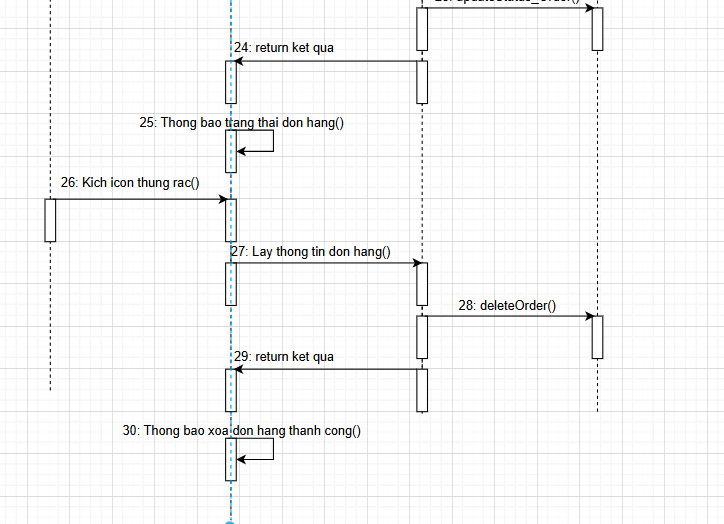 24: return ket qua
25: Thong bao trang thai don hang()
26: Kich icon thung rac()
27: Lay thong tin don hang()
28: deleteOrder()
29: return ket qua
30: Thong bao xoa don hang thanh cong()